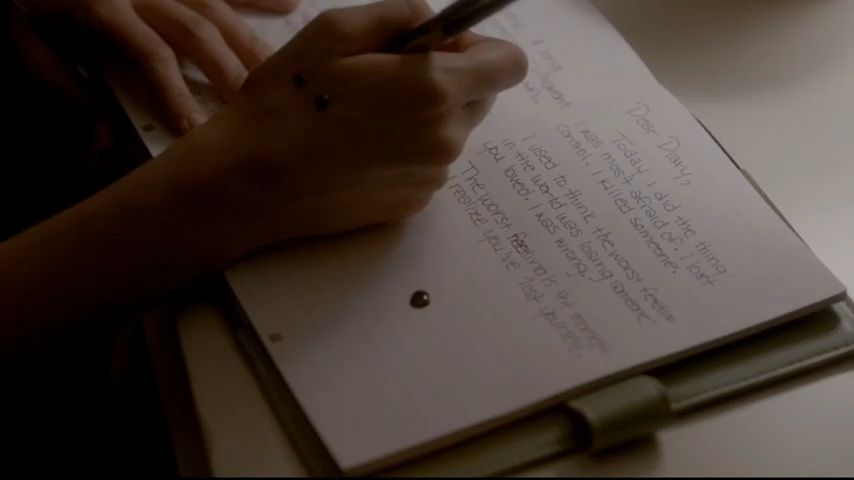 Dear Diary,
Today I did the thing
I was most afraid of. I lost
control. I killed someone.
I used to think the worst feeling
in the world was losing someone
you loved. I was wrong.
The worst feeling is the moment
I realize you've lost yourself.